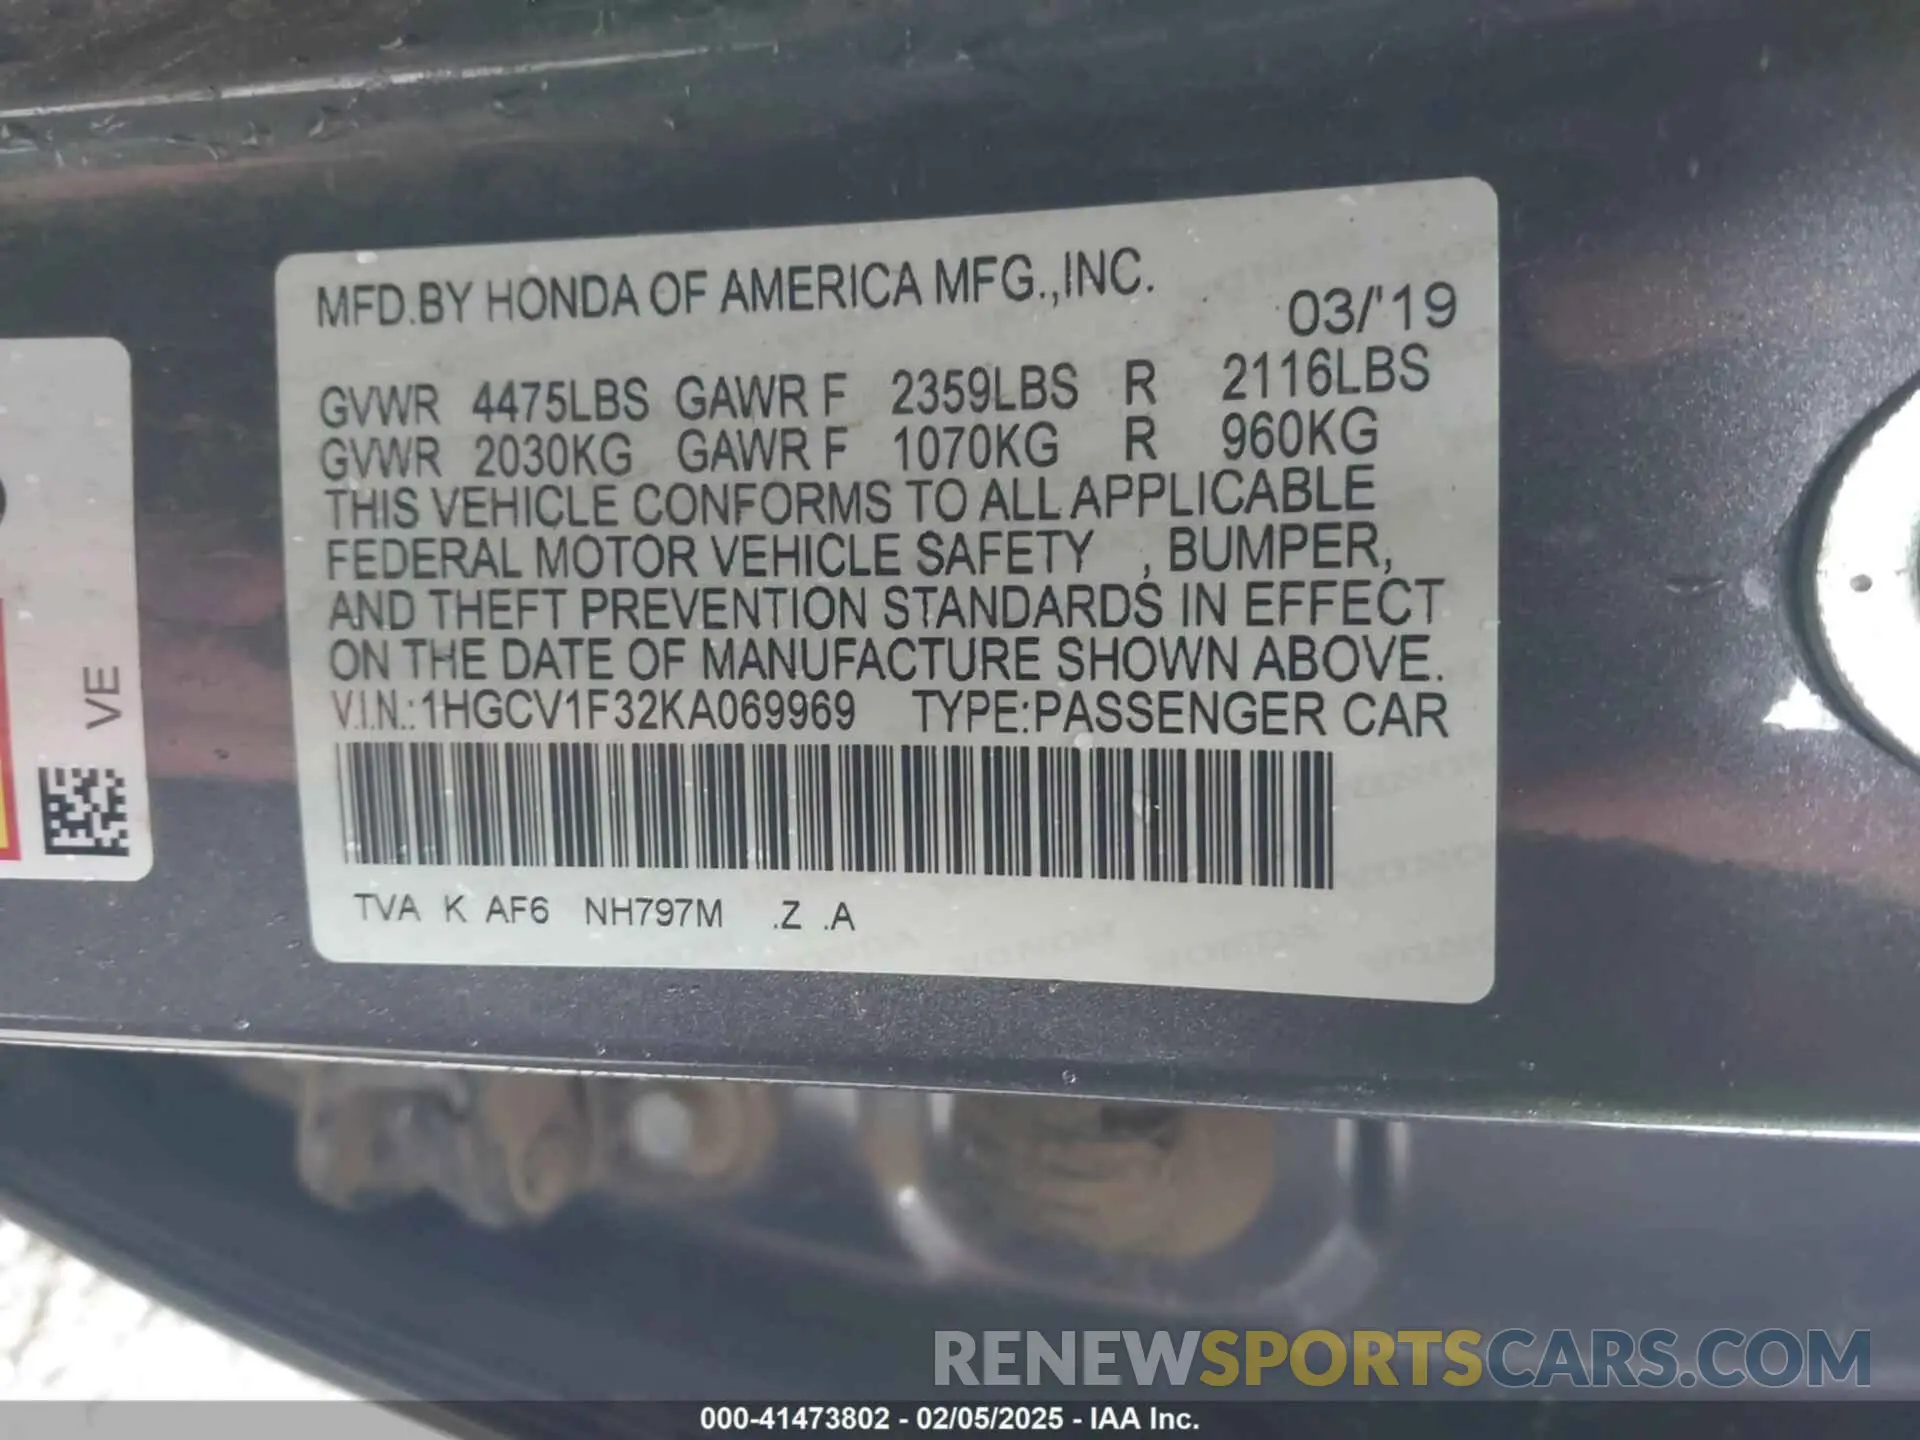 MFD.BY HONDA OF AMERICA MFG.,INC.
03/'19
GVWR 4475LBS GAWR F 2359LBS R 2116LBS
GVWR 2030KG GAWR F 1070KG R 960KG
THIS VEHICLE CONFORMS TO ALL APPLICABLE
FEDERAL MOTOR VEHICLE SAFETY , BUMPER,
AND THEFT PREVENTION STANDARDS IN EFFECT
ON THE DATE OF MANUFACTURE SHOWN ABOVE.
V.I.N.:1HGCV1F32KA069969 TYPE:PASSENGER CAR
TVA K AF6 NH797M .Z .A
VE
RENEWSPORTSCARS.COM
000-41473802 - 02/05/2025 - IAA Inc.